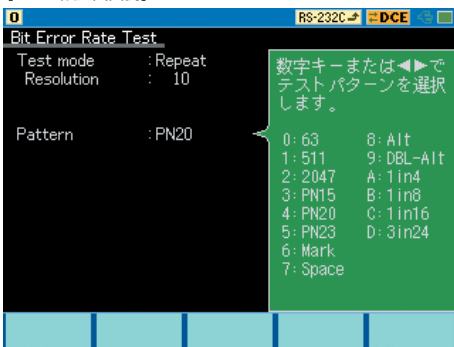 0
RS-232C DCE
Bit Error Rate Test
Test mode :Repeat
Resolution : 10
Pattern :PN20
数字キーまたは◀▶で
テストパターンを選択
します。
0:63 8:Alt
1:511 9:DBL-Alt
2:2047 A:1in4
3:PN15 B:1in8
4:PN20 C:1in16
5:PN23 D:3in24
6:Mark
7:Space